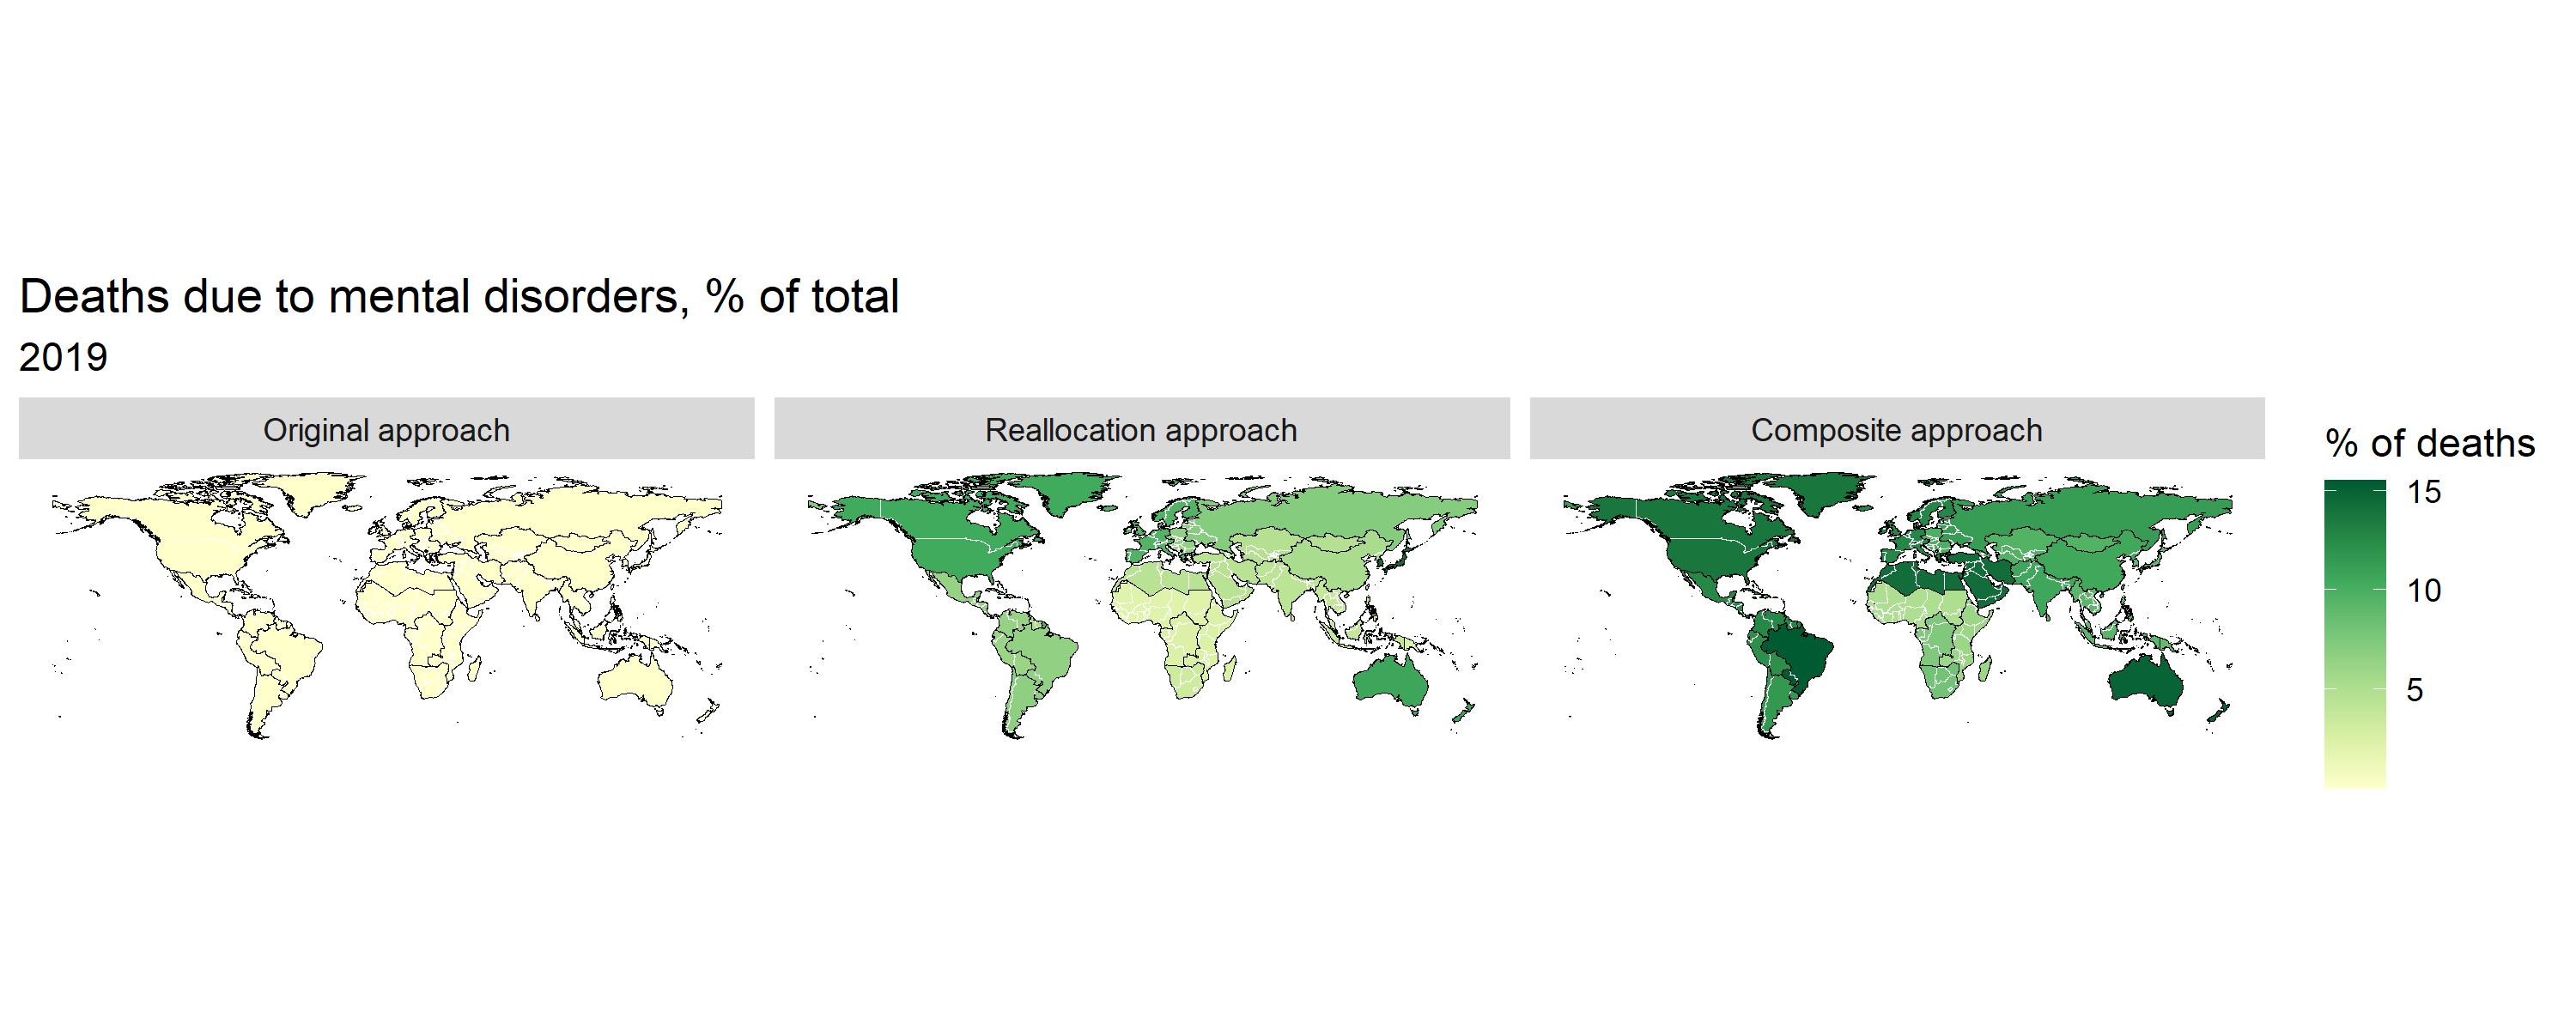 Deaths due to mental disorders, % of total
2019
Original approach
Reallocation approach
Composite approach
% of deaths
15
10
5